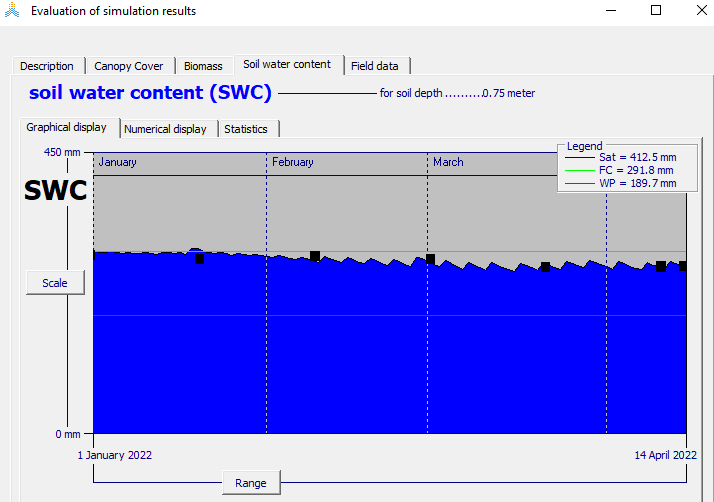 Evaluation of simulation results
Description Canopy Cover Biomass Soil water content Field data
soil water content (SWC) for soil depth ..........0.75 meter
Graphical display Numerical display Statistics
450 mm
January February March
Legend
Sat = 412.5 mm
FC = 291.8 mm
WP = 189.7 mm
SWC
Scale
0 mm
1 January 2022 14 April 2022
Range